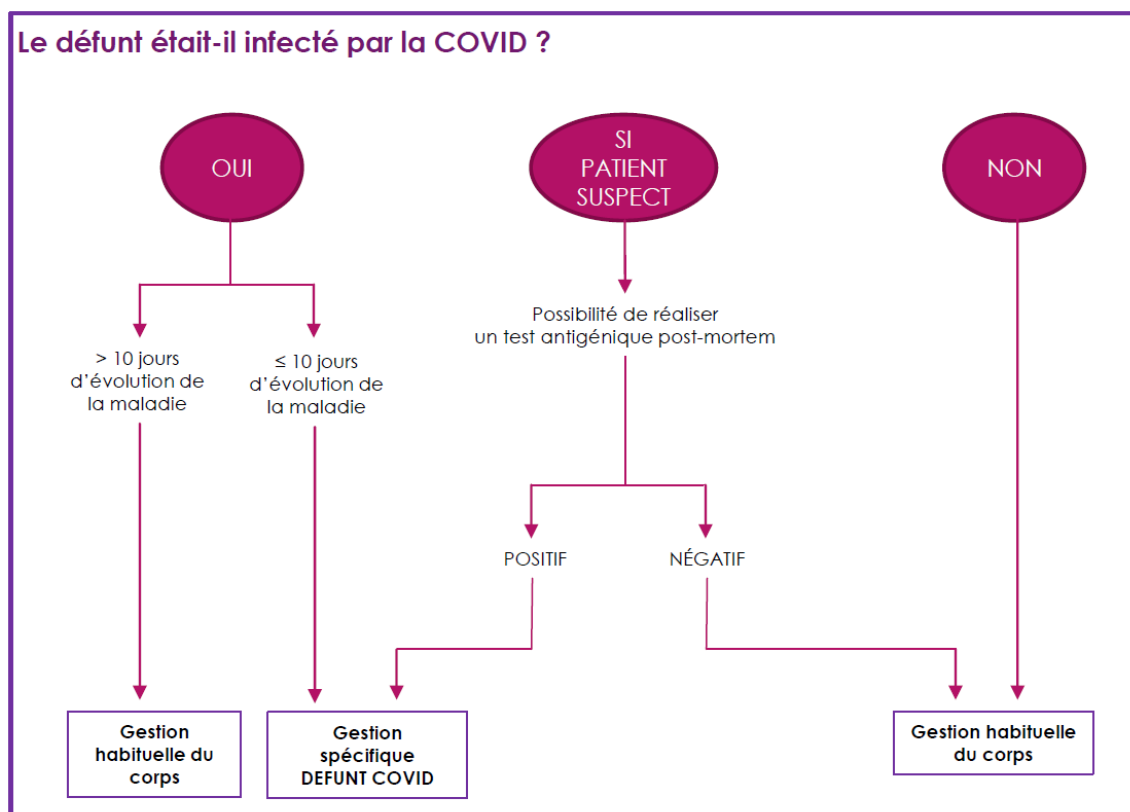 Le défunt était-il infecté par la COVID ?
OUI
SI
PATIENT
SUSPECT
NON
Possibilité de réaliser
un test antigénique post-mortem
> 10 jours
d'évolution de
la maladie
≤ 10 jours
d'évolution de
la maladie
POSITIF
NÉGATIF
Gestion
habituelle du
corps
Gestion
spécifique
DEFUNT COVID
Gestion habituelle
du corps